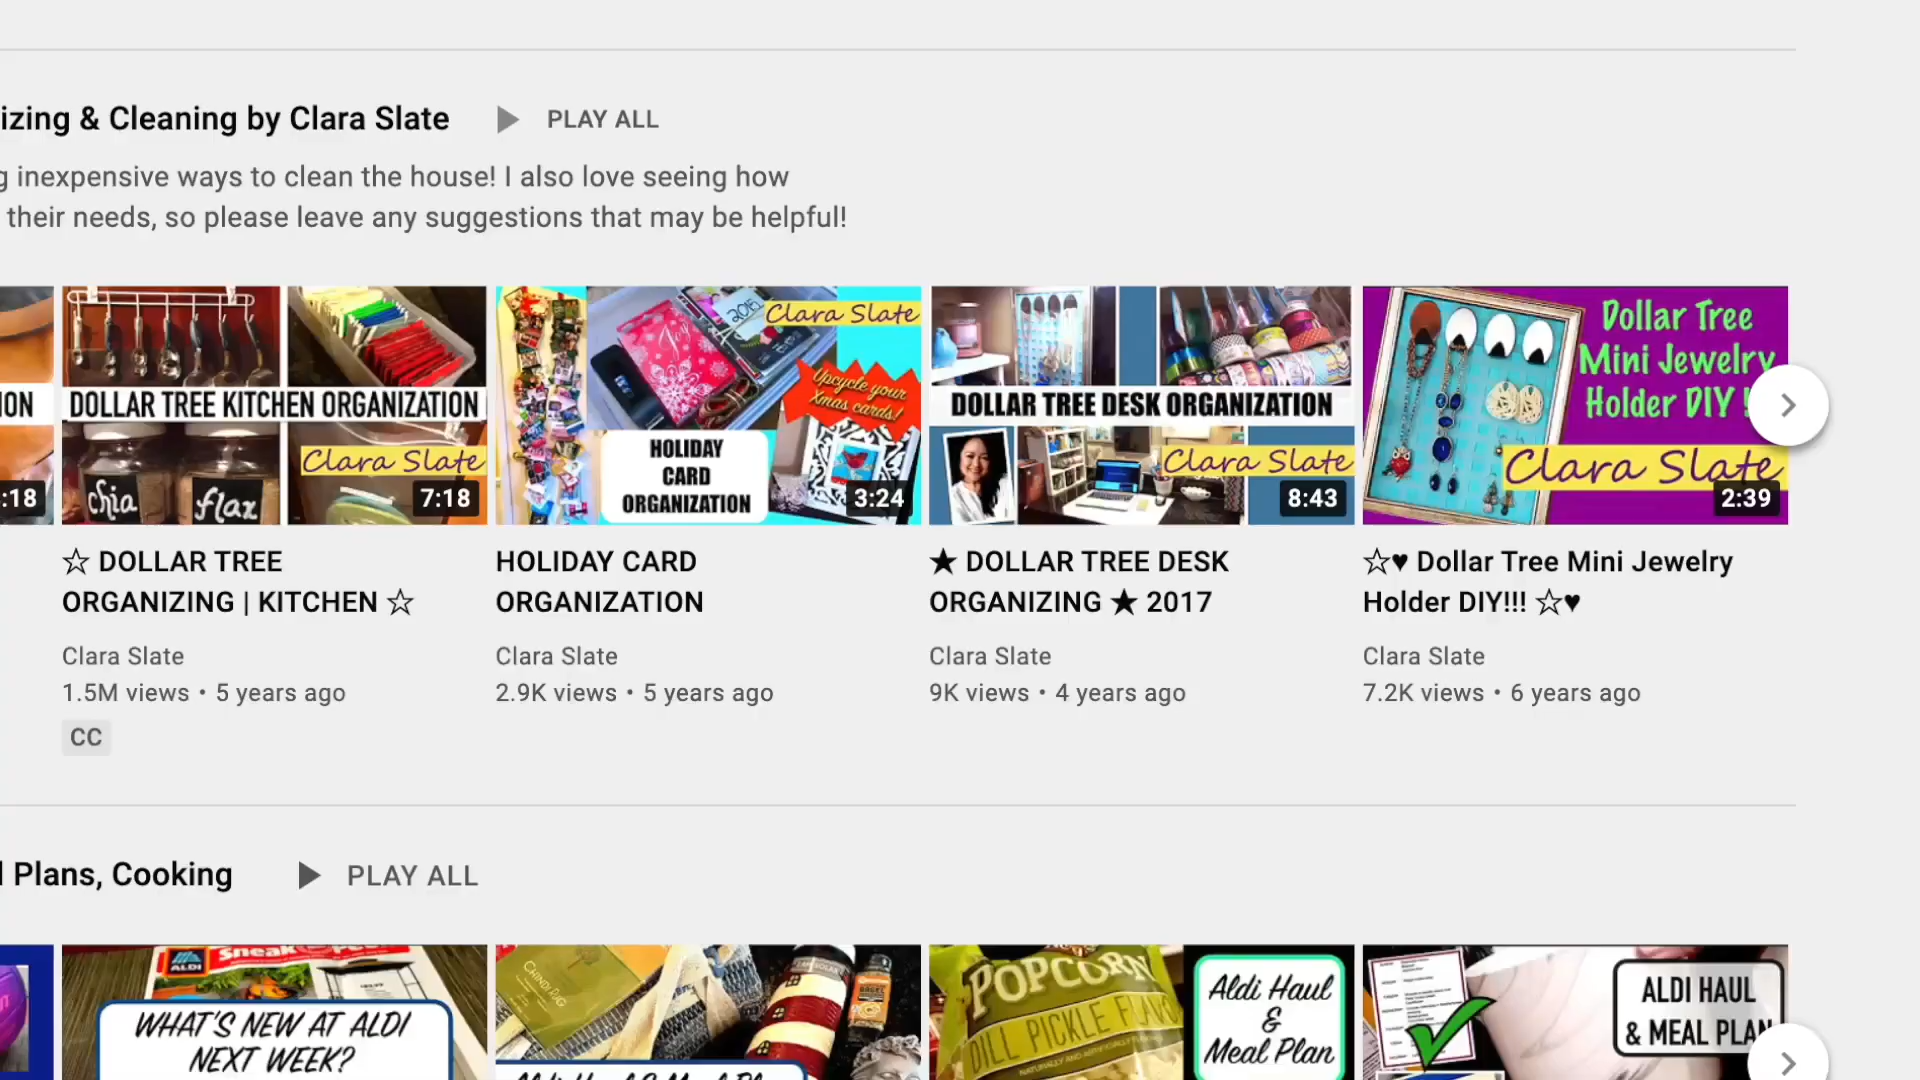 izing & Cleaning by Clara Slate
PLAY ALL
g inexpensive ways to clean the house! I also love seeing how
their needs, so please leave any suggestions that may be helpful!
ION
:18
DOLLAR TREE KITCHEN ORGANIZATION
chia
flax
Clara Slate
7:18
Clara Slate
2015
Joy
Upcycle your
Xmas cards!
HOLIDAY
CARD
ORGANIZATION
3:24
DOLLAR TREE DESK ORGANIZATION
Clara Slate
8:43
Dollar Tree
Mini Jewelry
Holder DIY !
Clara Slate
2:39
☆ DOLLAR TREE
ORGANIZING | KITCHEN ☆
Clara Slate
1.5M views • 5 years ago
CC
HOLIDAY CARD
ORGANIZATION
Clara Slate
2.9K views • 5 years ago
★ DOLLAR TREE DESK
ORGANIZING ★ 2017
Clara Slate
9K views • 4 years ago
☆♥ Dollar Tree Mini Jewelry
Holder DIY!!! ☆♥
Clara Slate
7.2K views • 6 years ago
Plans, Cooking
PLAY ALL
ALDI
Sneak
WHAT'S NEW AT ALDI
NEXT WEEK?
POPCORN
DILL PICKLE FLAV
Aldi Haul
&
Meal Plan
ALDI HAUL
& MEAL PLAN